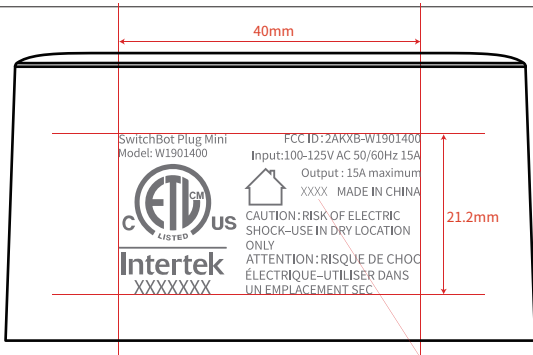 40mm
SwitchBot Plug Mini
Model: W1901400
FCC ID: 2AKXB-W1901400
Input:100-125V AC 50/60Hz 15A
Output : 15A maximum
XXXX MADE IN CHINA
ETL CM
C US
LISTED
Intertek
XXXXXXX
CAUTION: RISK OF ELECTRIC
SHOCK–USE IN DRY LOCATION
ONLY
ATTENTION: RISQUE DE CHOC
ÉLECTRIQUE–UTILISER DANS
UN EMPLACEMENT SEC
21.2mm